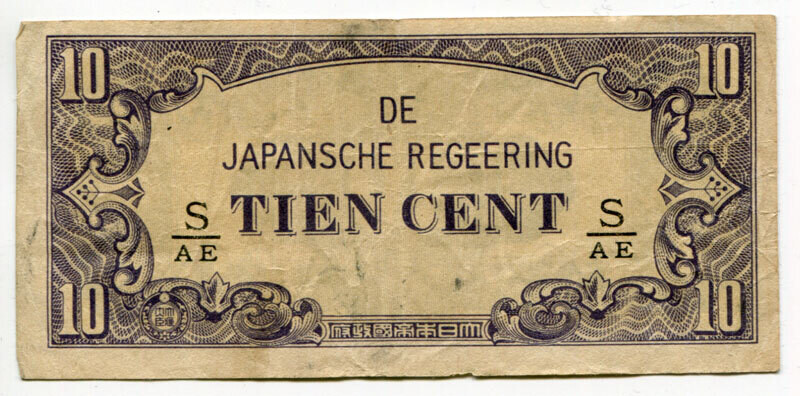 10 10
DE
JAPANSCHE REGEERING
S/AE TIEN CENT S/AE
10 10
府政國帝本日大